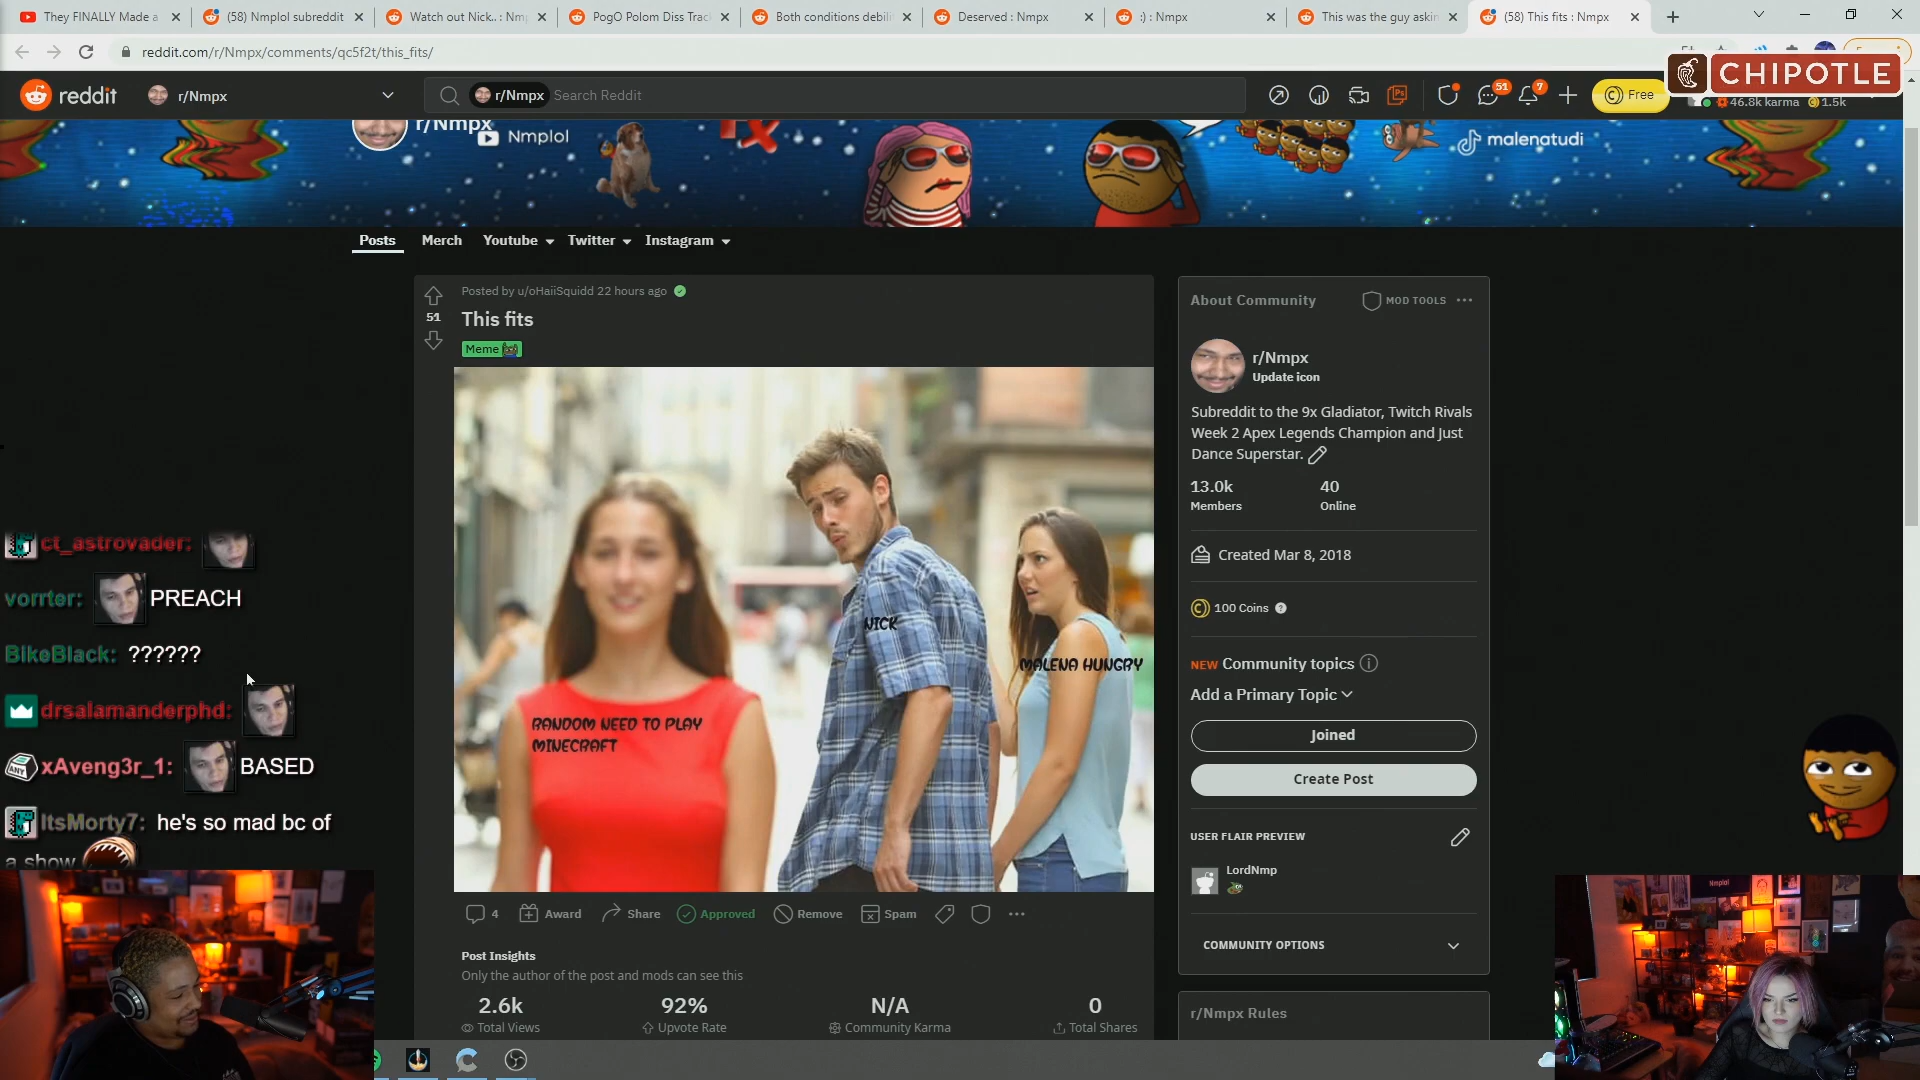 They FINALLY Made a
(58) Nmplol subreddit
Watch out Nick.. : Nm
PogO Polom Diss Trac
Both conditions debili
Deserved : Nmpx
:) : Nmpx
This was the guy askin
(58) This fits : Nmpx
reddit.com/r/Nmpx/comments/qc5f2t/this_fits/
CHIPOTLE
reddit
r/Nmpx
r/Nmpx
Search Reddit
51
7
Free
46.8k karma
1.5k
r/Nmpx
Nmplol
malenatudi
Posts
Merch
Youtube
Twitter
Instagram
Posted by u/oHaiiSquidd 22 hours ago
51
This fits
Meme
NICK
MALENA HUNGRY
RANDOM NEED TO PLAY
MINECRAFT
4
Award
Share
Approved
Remove
Spam
Post Insights
Only the author of the post and mods can see this
2.6k
Total Views
92%
Upvote Rate
N/A
Community Karma
0
Total Shares
About Community
MOD TOOLS
r/Nmpx
Update icon
Subreddit to the 9x Gladiator, Twitch Rivals
Week 2 Apex Legends Champion and Just
Dance Superstar.
13.0k
Members
40
Online
Created Mar 8, 2018
100 Coins
NEW Community topics
Add a Primary Topic
Joined
Create Post
USER FLAIR PREVIEW
LordNmp
COMMUNITY OPTIONS
r/Nmpx Rules
ct_astrovader:
vorrter: PREACH
BikeBlack: ??????
drsalamanderphd:
xAveng3r_1: BASED
ItsMorty7: he's so mad bc of
a show